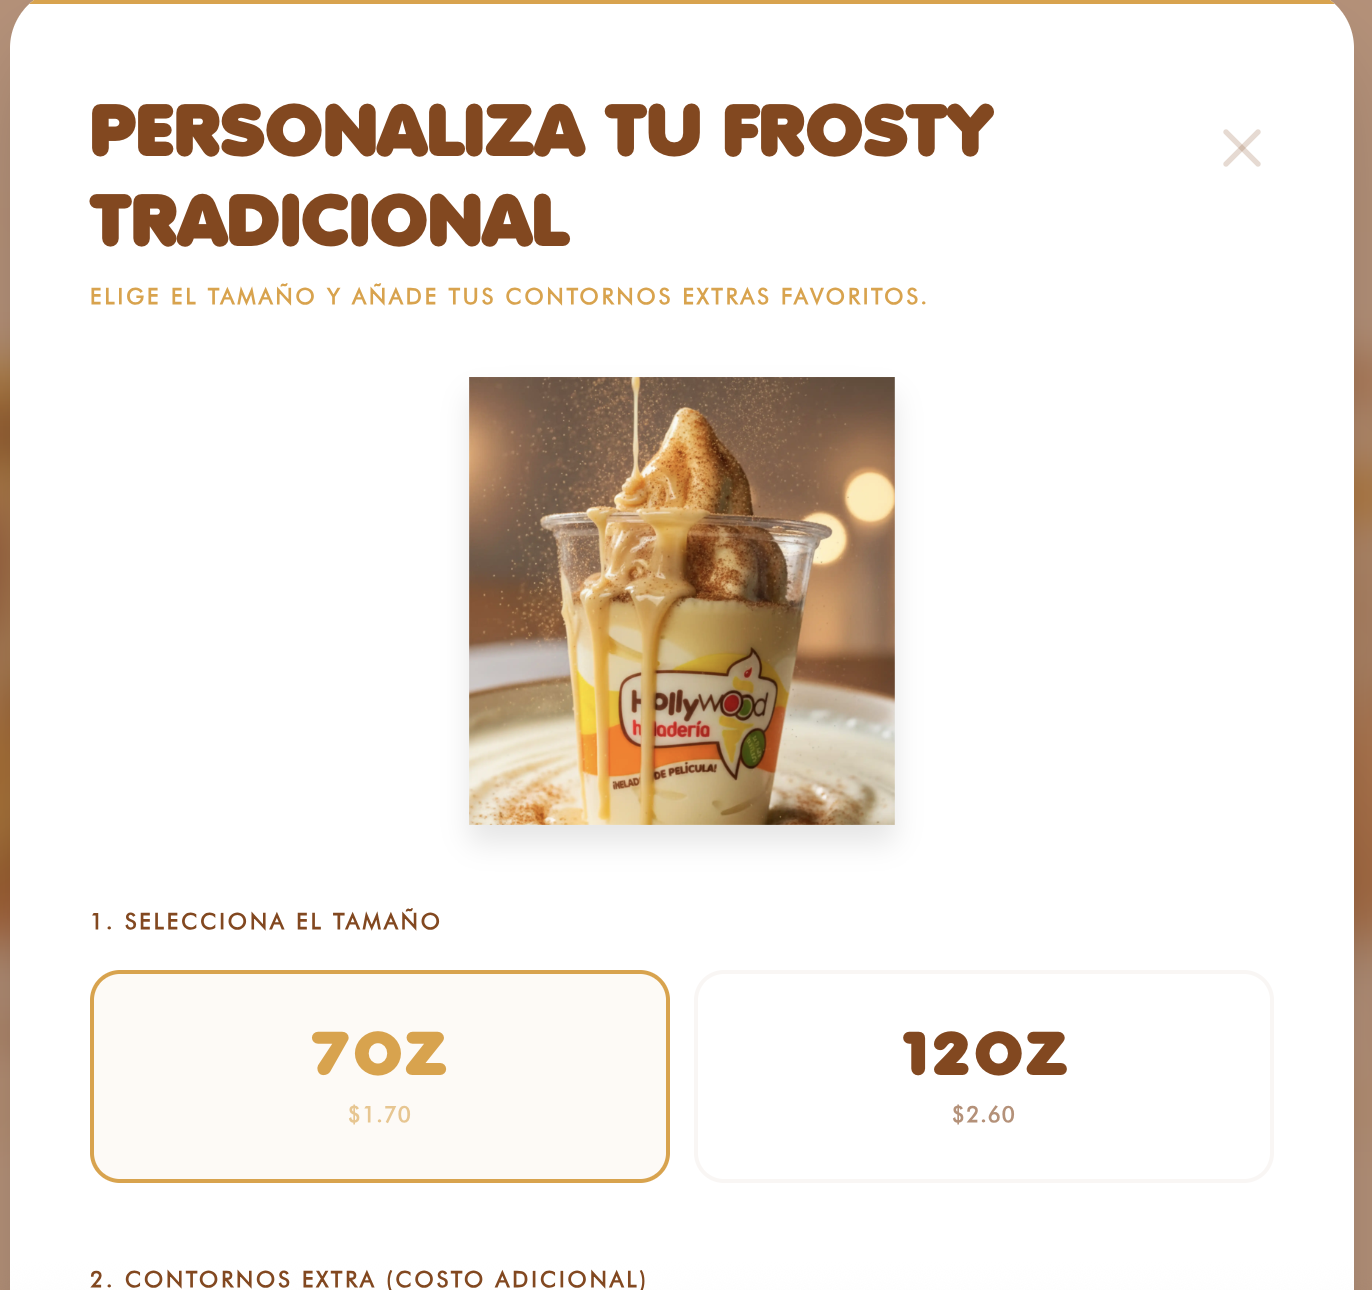 PERSONALIZA TU FROSTY
TRADICIONAL
ELIGE EL TAMAÑO Y AÑADE TUS CONTORNOS EXTRAS FAVORITOS.
Hollywood
heladería
DE PELÍCULA!
1. SELECCIONA EL TAMAÑO
7OZ
12OZ
$1.70
$2.60
2. CONTORNOS EXTRA (COSTO ADICIONAL)